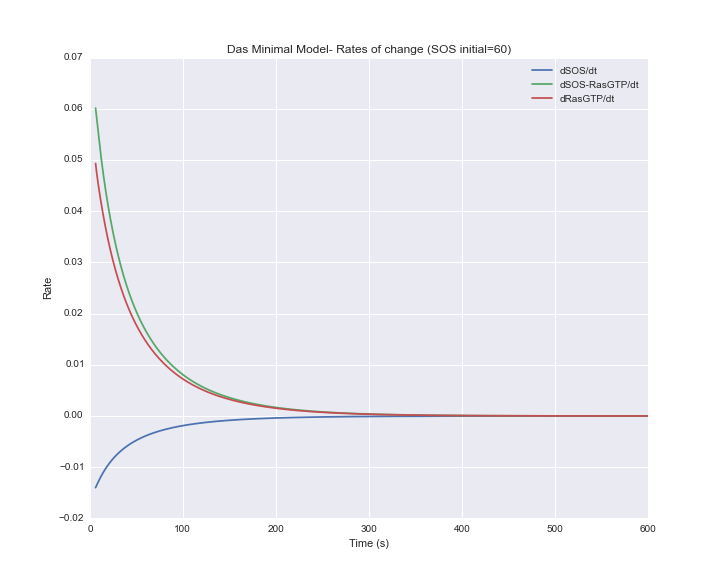 Das Minimal Model- Rates of change (SOS initial=60)
dSOS/dt
dSOS-RasGTP/dt
dRasGTP/dt
0.07
0.06
0.05
0.04
0.03
0.02
0.01
0.00
−0.01
−0.02
Rate
0 100 200 300 400 500 600
Time (s)